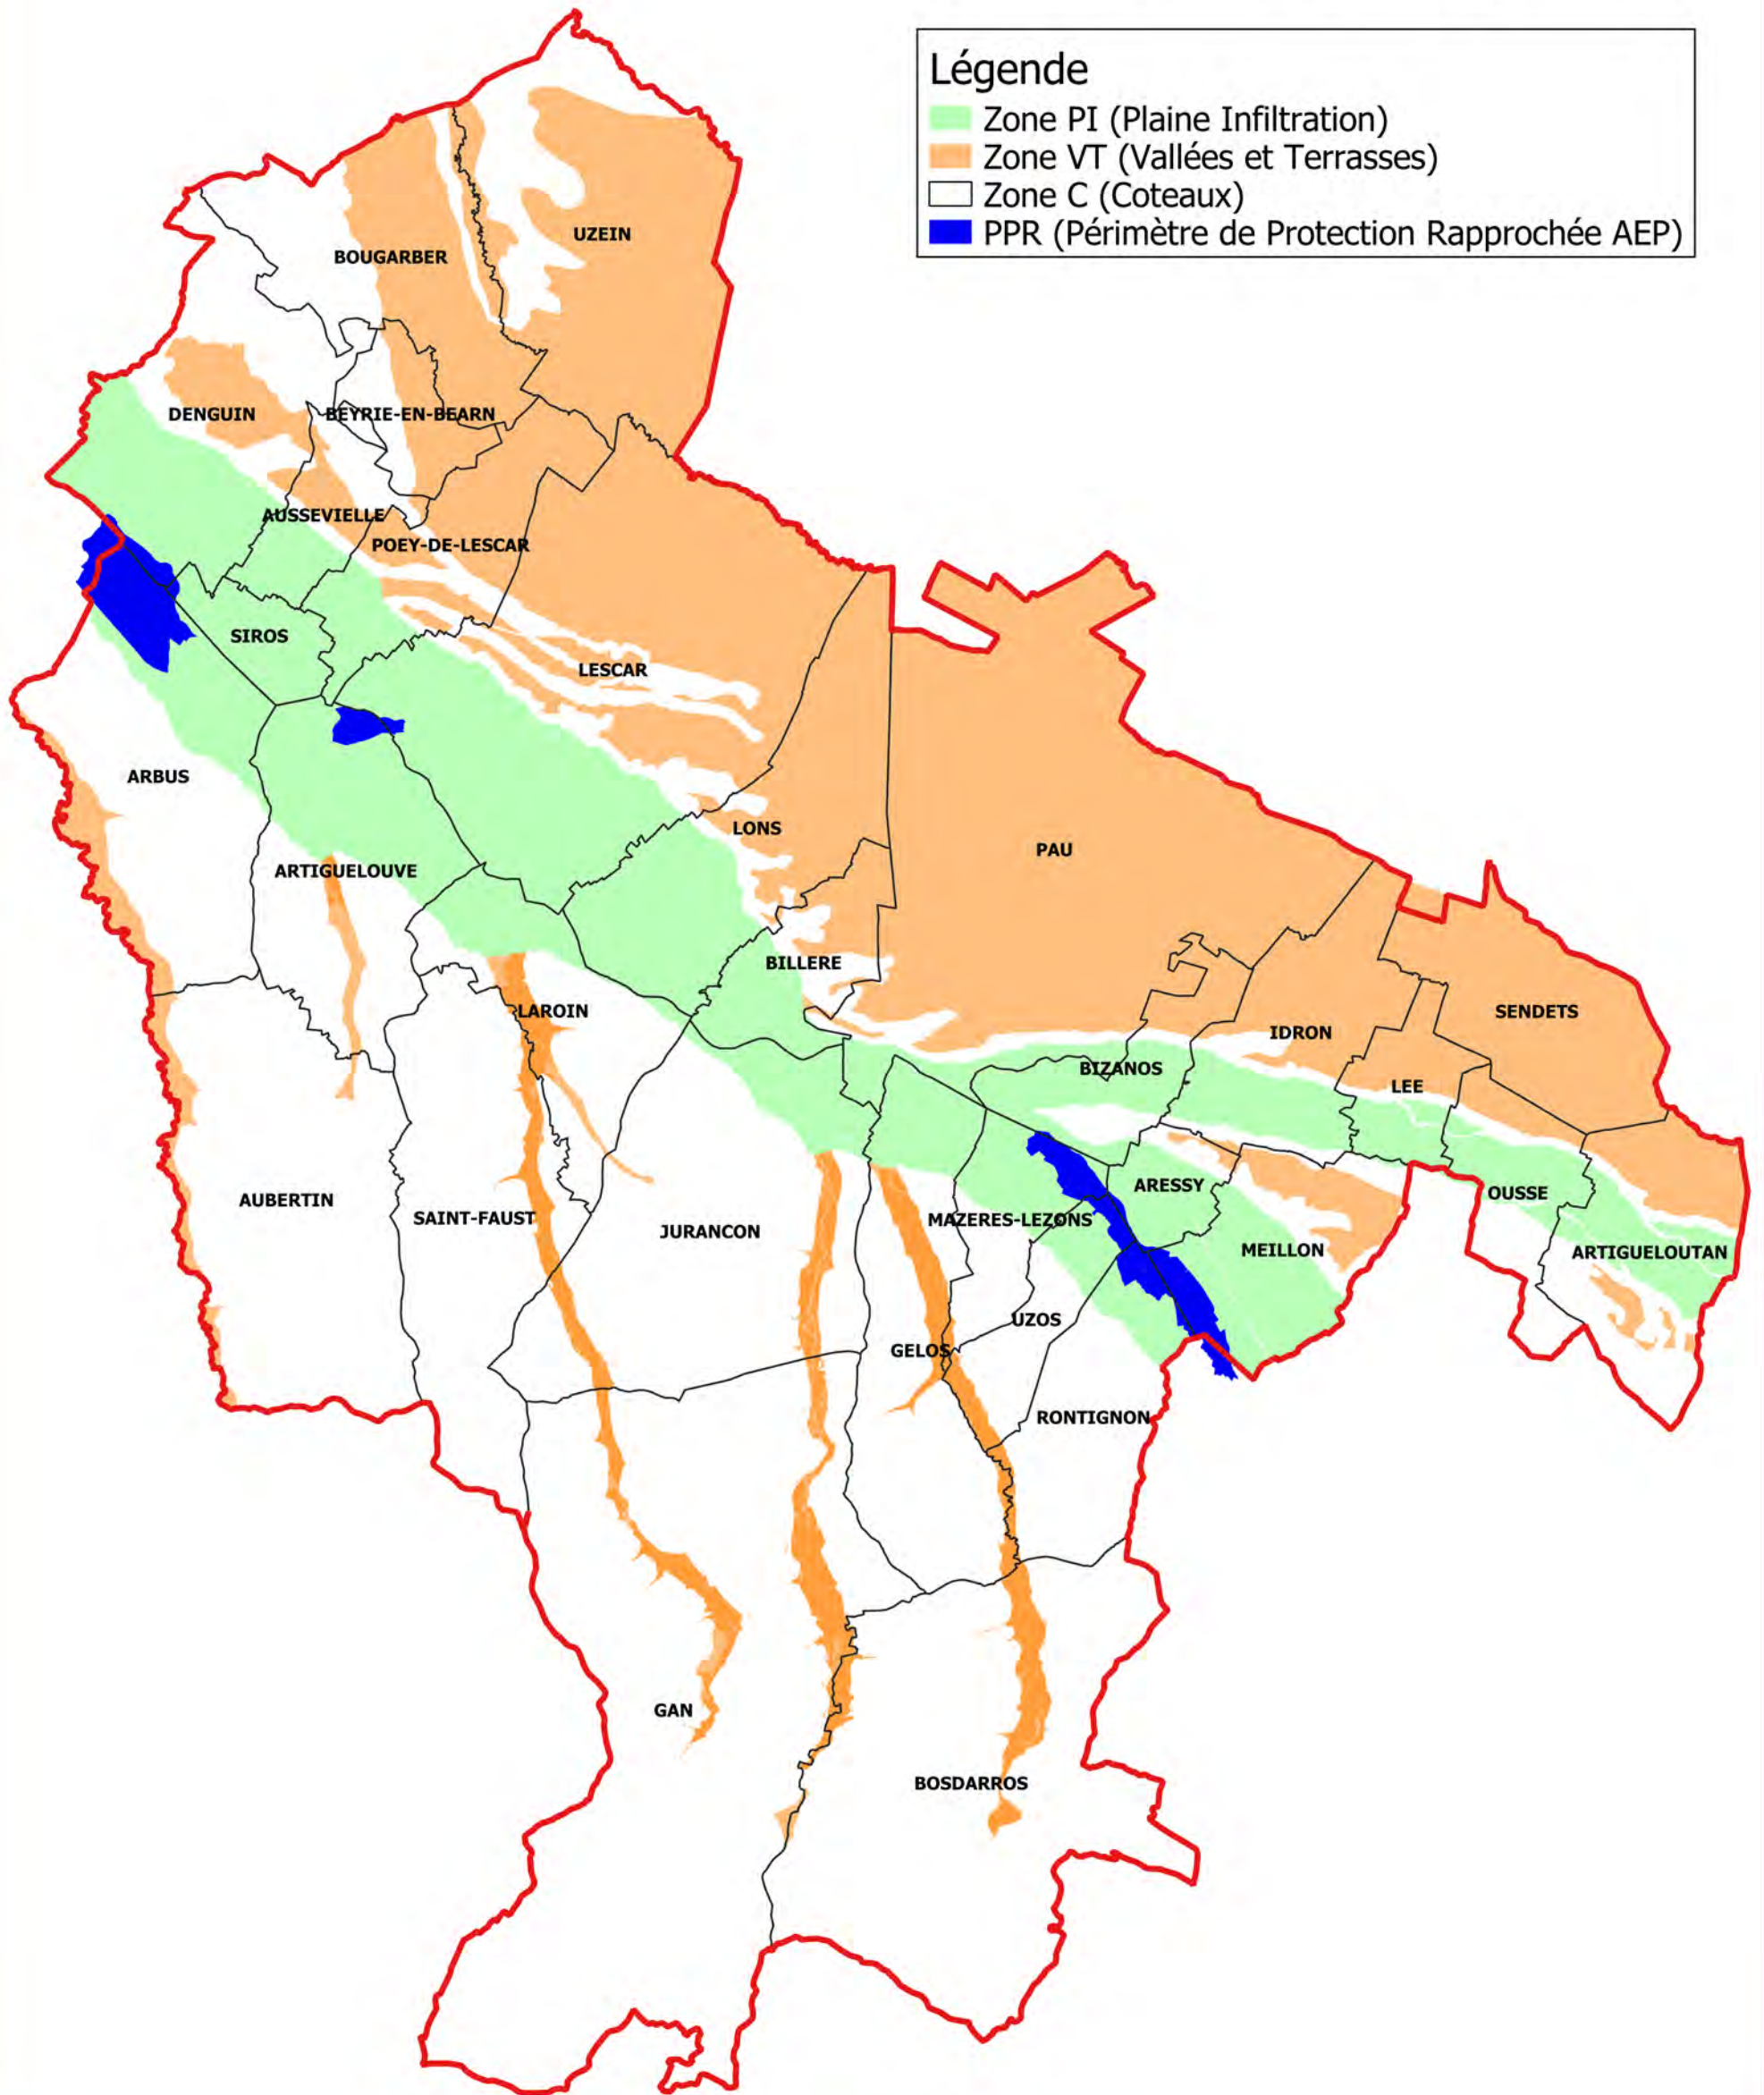 Légende
Zone PI (Plaine Infiltration)
Zone VT (Vallées et Terrasses)
Zone C (Coteaux)
PPR (Périmètre de Protection Rapprochée AEP)
UZEIN
BOUGARBER
DENGUIN
BEYRIE-EN-BEARN
AUSSEVIELLE
POEY-DE-LESCAR
SIROS
LESCAR
ARBUS
LONS
PAU
ARTIGUELOUVE
BILLERE
LAROIN
SENDETS
IDRON
BIZANOS
LEE
ARESSY
OUSSE
AUBERTIN
SAINT-FAUST
MAZERES-LEZONS
JURANCON
MEILLON
ARTIGUELOUTAN
UZOS
GELOS
RONTIGNON
GAN
BOSDARROS